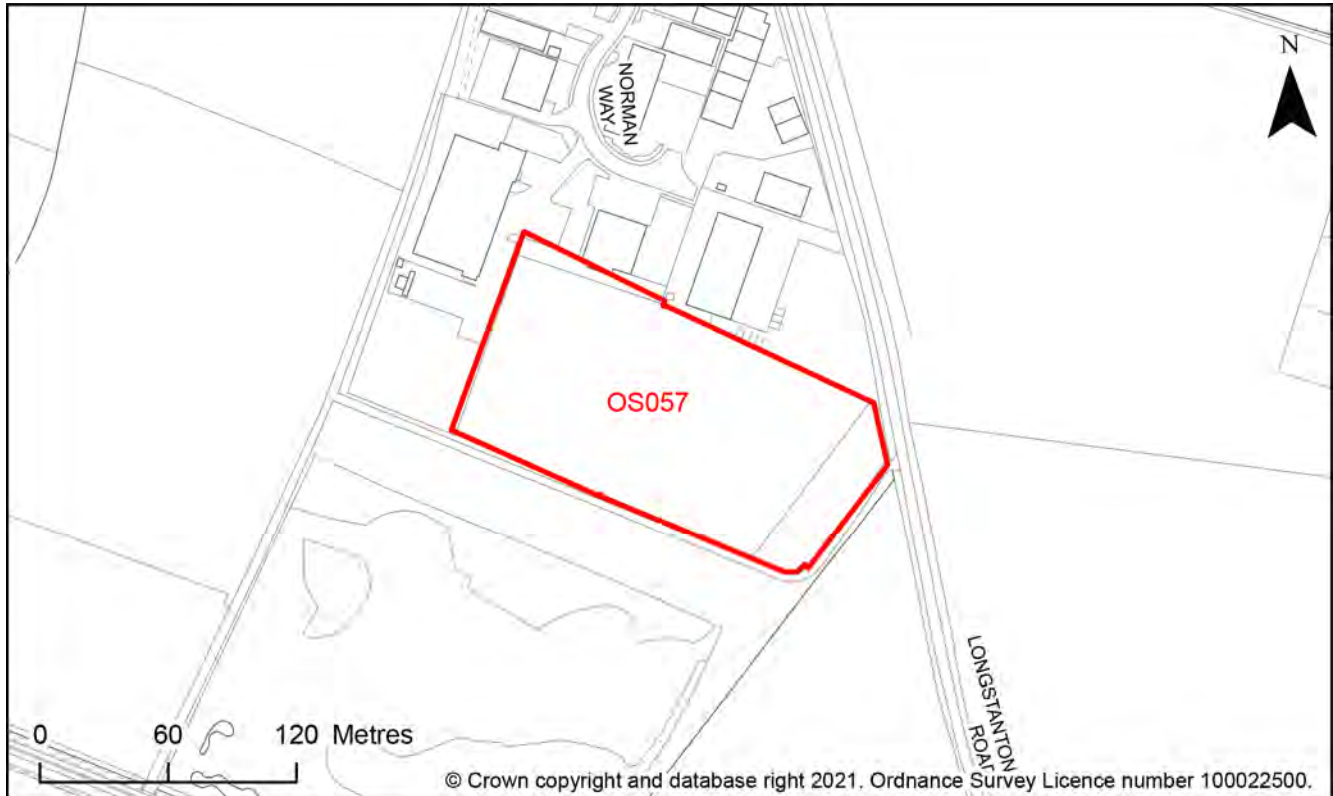 N
NORMAN
WAY
OS057
LONGSTANTON
ROAD
0 60 120 Metres
© Crown copyright and database right 2021. Ordnance Survey Licence number 100022500.